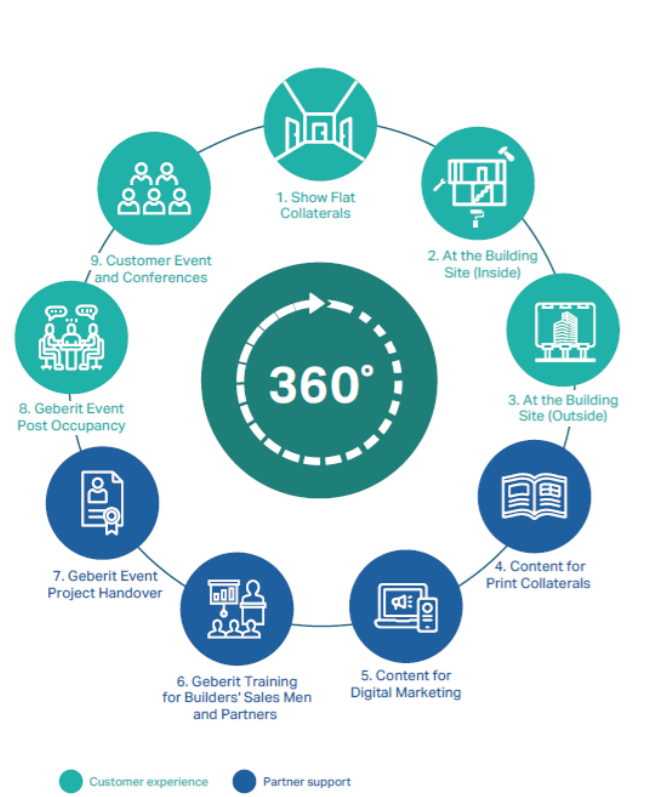 1. Show Flat
Collaterals
2. At the Building
Site (Inside)
3. At the Building
Site (Outside)
4. Content for
Print Collaterals
5. Content for
Digital Marketing
6. Geberit Training
for Builders' Sales Men
and Partners
7. Geberit Event
Project Handover
8. Geberit Event
Post Occupancy
9. Customer Event
and Conferences
360°
Customer experience
Partner support